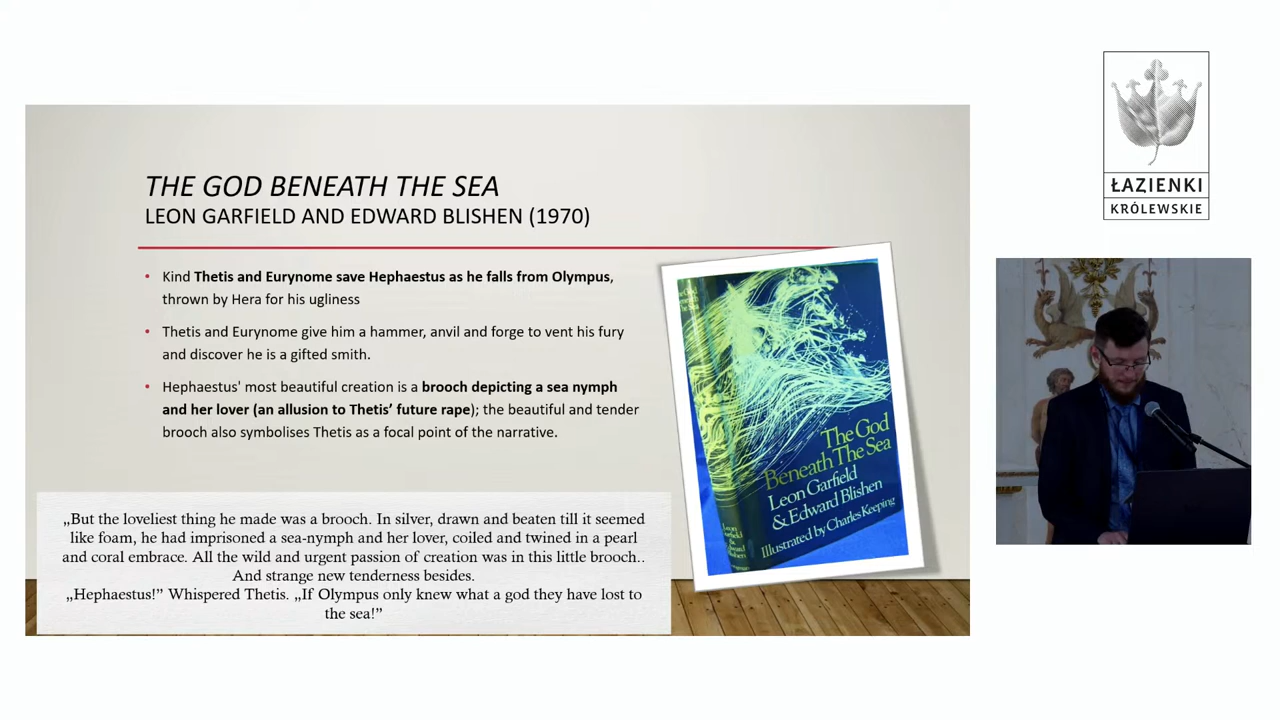 THE GOD BENEATH THE SEA
LEON GARFIELD AND EDWARD BLISHEN (1970)
• Kind Thetis and Eurynome save Hephaestus as he falls from Olympus,
thrown by Hera for his ugliness
• Thetis and Eurynome give him a hammer, anvil and forge to vent his fury
and discover he is a gifted smith.
• Hephaestus' most beautiful creation is a brooch depicting a sea nymph
and her lover (an allusion to Thetis' future rape); the beautiful and tender
brooch also symbolises Thetis as a focal point of the narrative.
„But the loveliest thing he made was a brooch. In silver, drawn and beaten till it seemed
like foam, he had imprisoned a sea-nymph and her lover, coiled and twined in a pearl
and coral embrace. All the wild and urgent passion of creation was in this little brooch..
And strange new tenderness besides.
„Hephaestus!” Whispered Thetis. „If Olympus only knew what a god they have lost to
the sea!”
The God
Beneath The Sea
Leon Garfield
& Edward Blishen
Illustrated by Charles Keeping
ŁAZIENKI
KRÓLEWSKIE